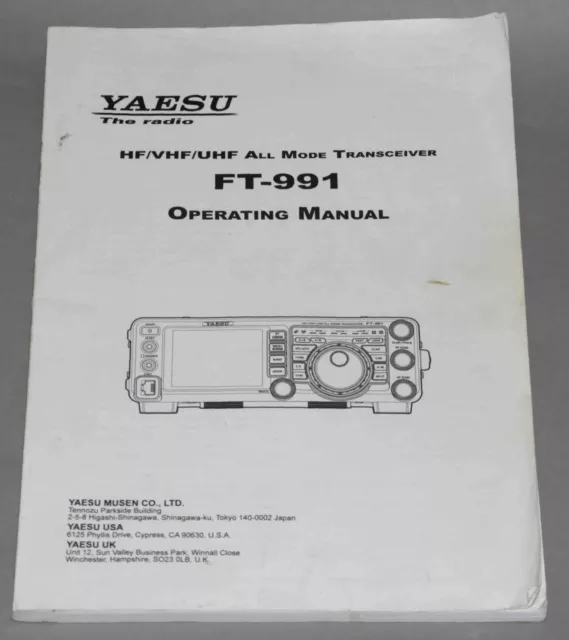 YAESU
The radio
HF/VHF/UHF ALL MODE TRANSCEIVER
FT-991
OPERATING MANUAL
YAESU
FT-991
YAESU MUSEN CO., LTD.
Tennozu Parkside Building
2-5-8 Higashi-Shinagawa, Shinagawa-ku, Tokyo 140-0002 Japan
YAESU USA
6125 Phyllis Drive, Cypress, CA 90630, U.S.A.
YAESU UK
Unit 12, Sun Valley Business Park, Winnall Close
Winchester, Hampshire, SO23 0LB, U.K.